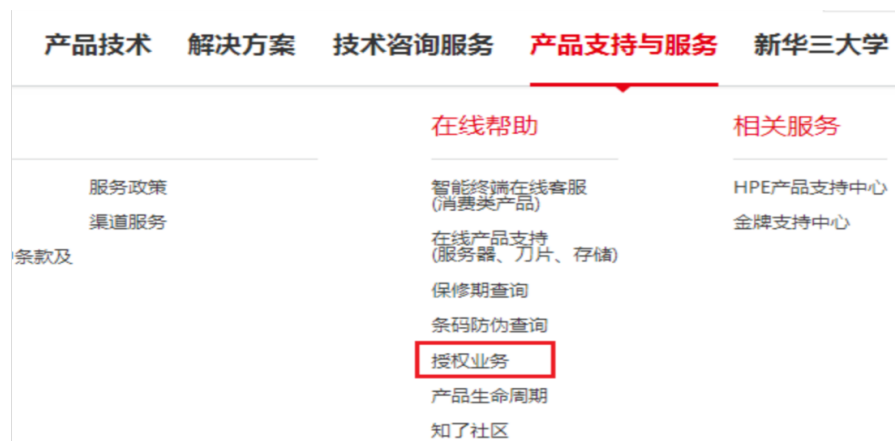 产品技术 解决方案 技术咨询服务 产品支持与服务 新华三大学
在线帮助 相关服务
服务政策 智能终端在线客服 HPE产品支持中心
(消费类产品)
渠道服务 金牌支持中心
在线产品支持
(服务器、刀片、存储)
条款及
保修期查询
条码防伪查询
授权业务
产品生命周期
知了社区